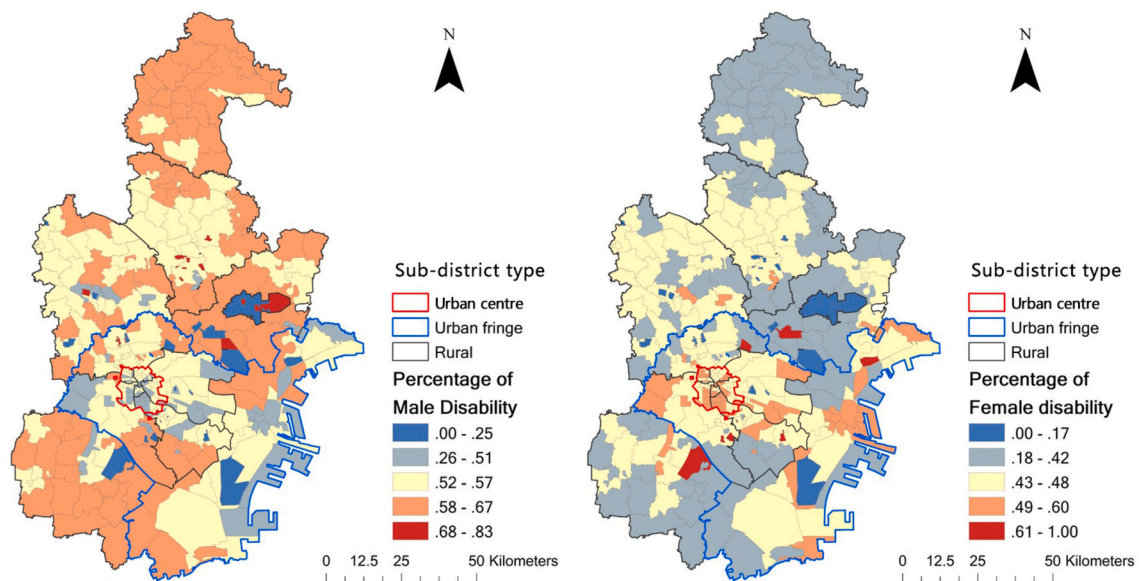 N
Sub-district type
Urban centre
Urban fringe
Rural
Percentage of
Male Disability
.00 - .25
.26 - .51
.52 - .57
.58 - .67
.68 - .83
0 12.5 25 50 Kilometers
N
Sub-district type
Urban centre
Urban fringe
Rural
Percentage of
Female disability
.00 - .17
.18 - .42
.43 - .48
.49 - .60
.61 - 1.00
0 12.5 25 50 Kilometers